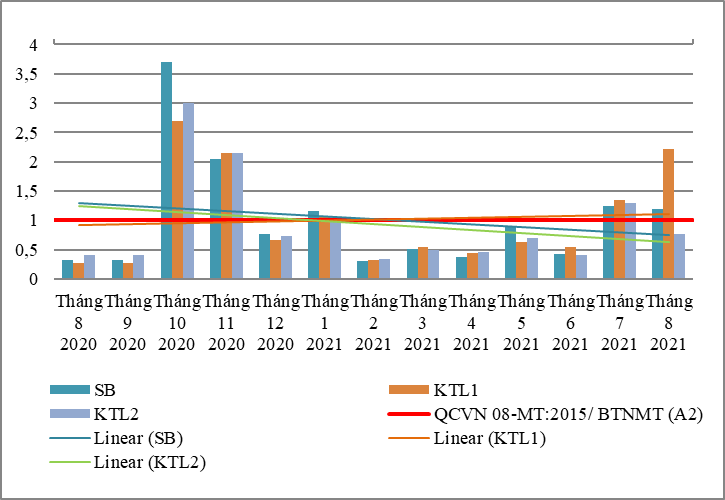 4
3,5
3
2,5
2
1,5
1
0,5
0
Tháng Tháng Tháng Tháng Tháng Tháng Tháng Tháng Tháng Tháng Tháng Tháng Tháng
8 9 10 11 12 1 2 3 4 5 6 7 8
2020 2020 2020 2020 2020 2021 2021 2021 2021 2021 2021 2021 2021
SB KTL1
KTL2 QCVN 08-MT:2015/ BTNMT (A2)
Linear (SB) Linear (KTL1)
Linear (KTL2)